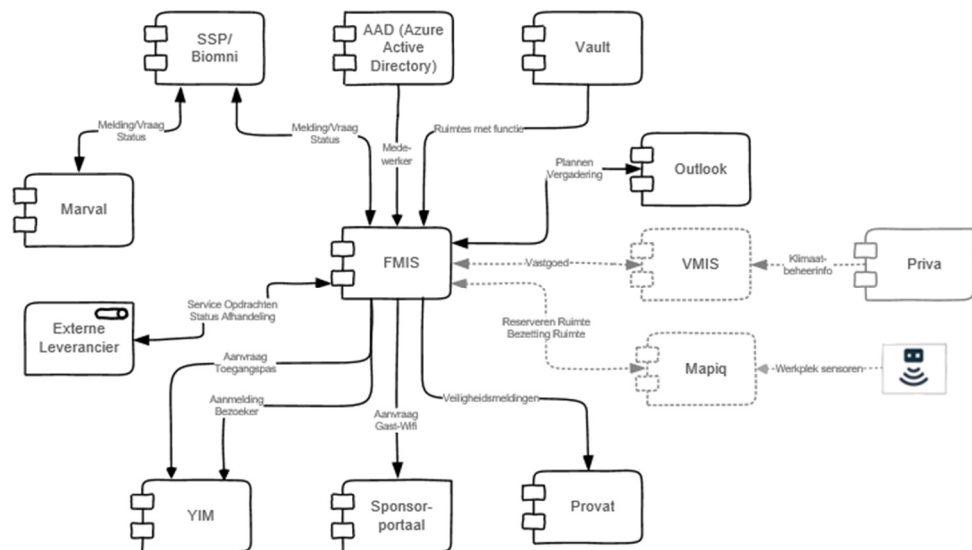 SSP/
Biomni
AAD (Azure
Active
Directory)
Vault
Melding/Vraag
Status
Melding/Vraag
Status
Mede-
werker
Ruimtes met functie
Plannen
Vergadering
Outlook
Marval
FMIS
Vastgoed
VMIS
Klimaat-
beheerinfo
Priva
Service Opdrachten
Status Afhandeling
Externe
Leverancier
Reserveren Ruimte
Bezetting Ruimte
Mapiq
Werkplek sensoren
Aanvraag
Toegangspas
Aanmelding
Bezoeker
Aanvraag
Gast-Wifi
Veiligheidsmeldingen
YIM
Sponsor-
portaal
Provat